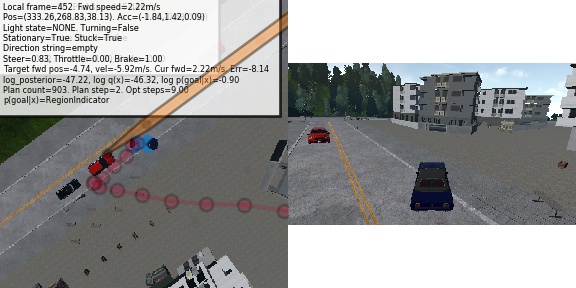 Local frame=452. Fwd speed=2.22m/s
Pos=(333.26,268.83,38.13). Acc=(-1.84,1.42,0.09)
Light state=NONE. Turning=False
Stationary=True. Stuck=True
Direction string=empty
Steer=0.83, Throttle=0.00, Brake=1.00
Target fwd pos=-4.74, vel=-5.92m/s. Cur fwd=2.22m/s, Err=-8.14
log_posterior=-47.22, log q(x)=-46.32, log p(goal|x)=-0.90
Plan count=903. Plan step=2. Opt steps=9.00
p(goal|x)=RegionIndicator